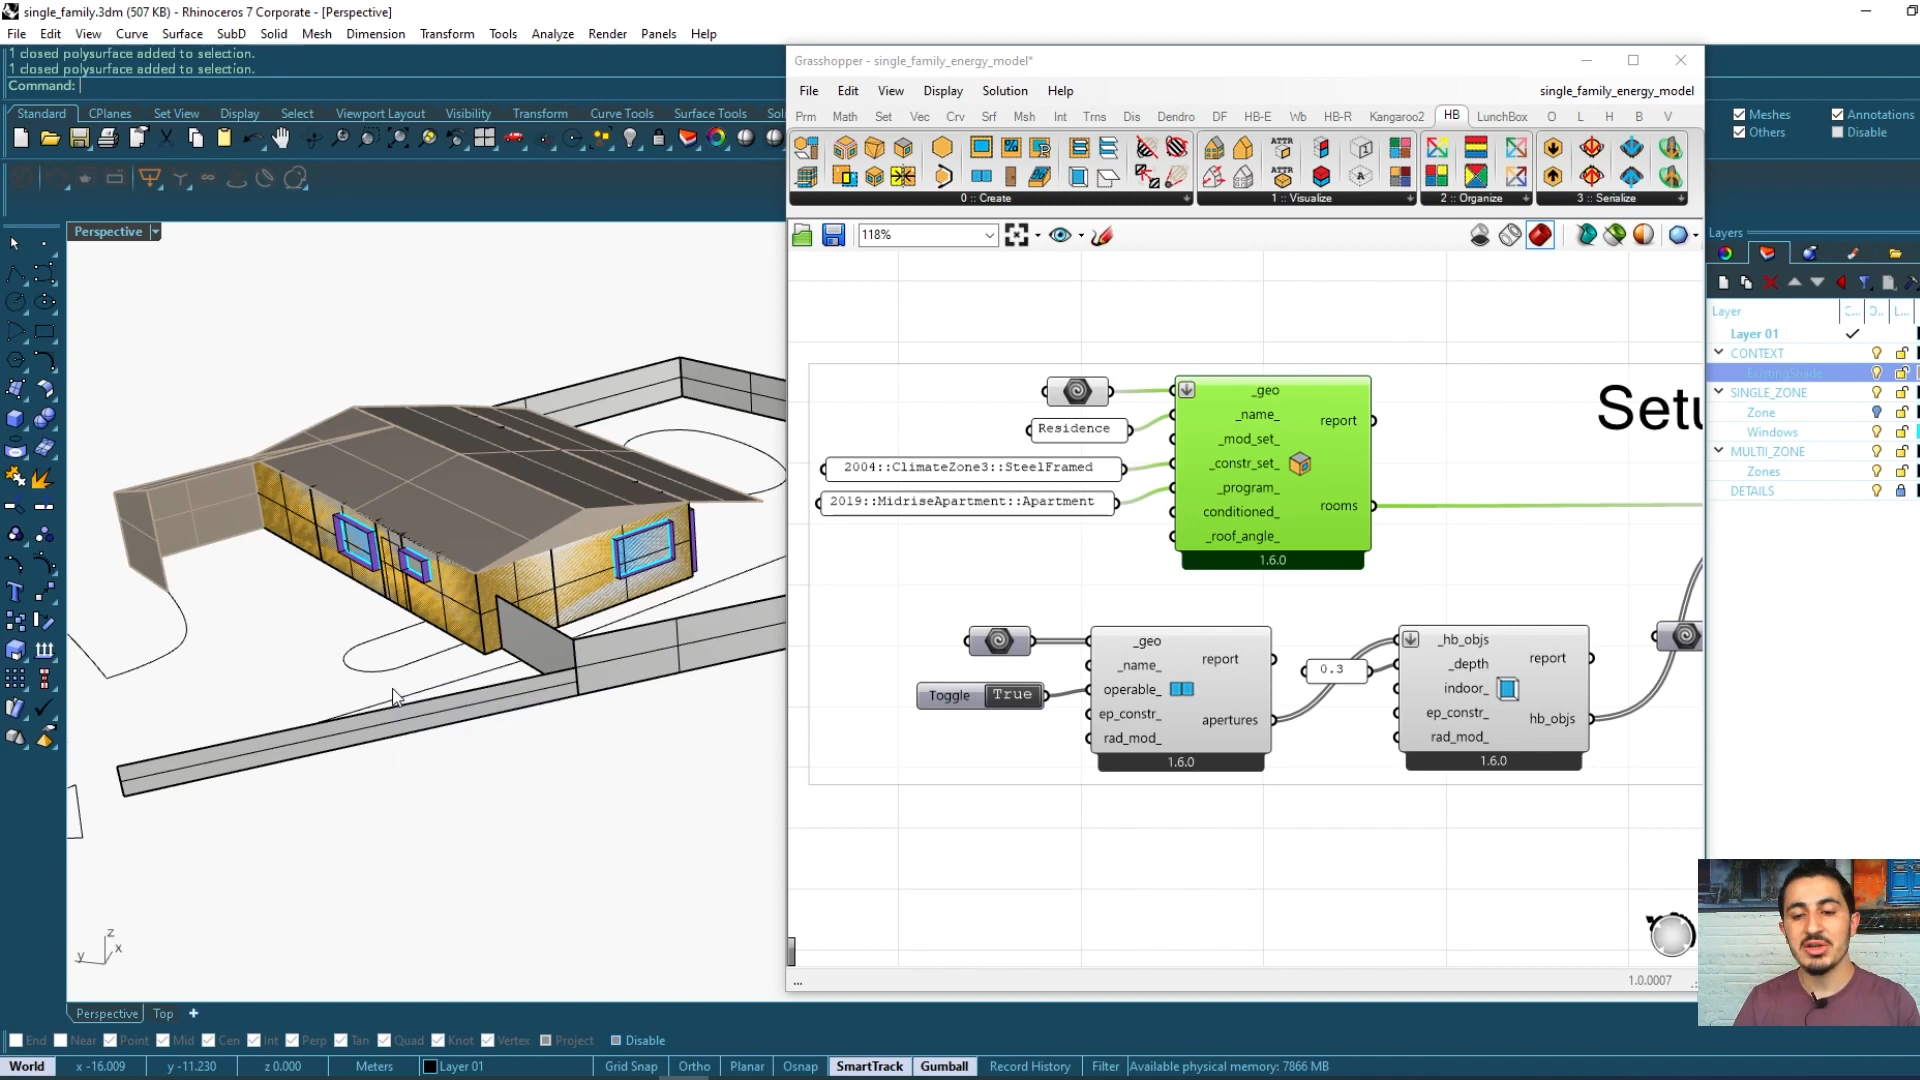 single_family.3dm (507 KB) - Rhinoceros 7 Corporate - [Perspective]
File Edit View Curve Surface SubD Solid Mesh Dimension Transform Tools Analyze Render Panels Help
1 closed polysurface added to selection.
1 closed polysurface added to selection.
Command:
Standard CPlanes Set View Display Select Viewport Layout Visibility Transform Curve Tools Surface Tools Sol
Perspective
Grasshopper - single_family_energy_model*
File Edit View Display Solution Help single_family_energy_model
Prm Math Set Vec Crv Srf Msh Int Trns Dis Dendro DF HB-E Wb HB-R Kangaroo2 HB LunchBox O L H B V
ATTR
ATTR
0 :: Create 1 :: Visualize 2 :: Organize 3 :: Serialize
118%
Setu
_geo
_name_
_mod_set_
_constr_set_
_program_
conditioned_
_roof_angle_
report
rooms
1.6.0
Residence
2004::ClimateZone3::SteelFramed
2019::MidriseApartment::Apartment
_geo
_name_
operable_
ep_constr_
rad_mod_
report
apertures
1.6.0
Toggle True
0.3
_hb_objs
_depth
indoor_
ep_constr_
rad_mod_
report
hb_objs
1.6.0
...
1.0.0007
Meshes Annotations
Others Disable
Layers
Layer C... O.. L...
Layer 01
CONTEXT
ExistingShade
SINGLE_ZONE
Zone
Windows
MULTII_ZONE
Zones
DETAILS
z
x
y
Perspective Top
End Near Point Mid Cen Int Perp Tan Quad Knot Vertex Project Disable
World x -16.009 y -11.230 z 0.000 Meters Layer 01 Grid Snap Ortho Planar Osnap SmartTrack Gumball Record History Filter Available physical memory: 7866 MB